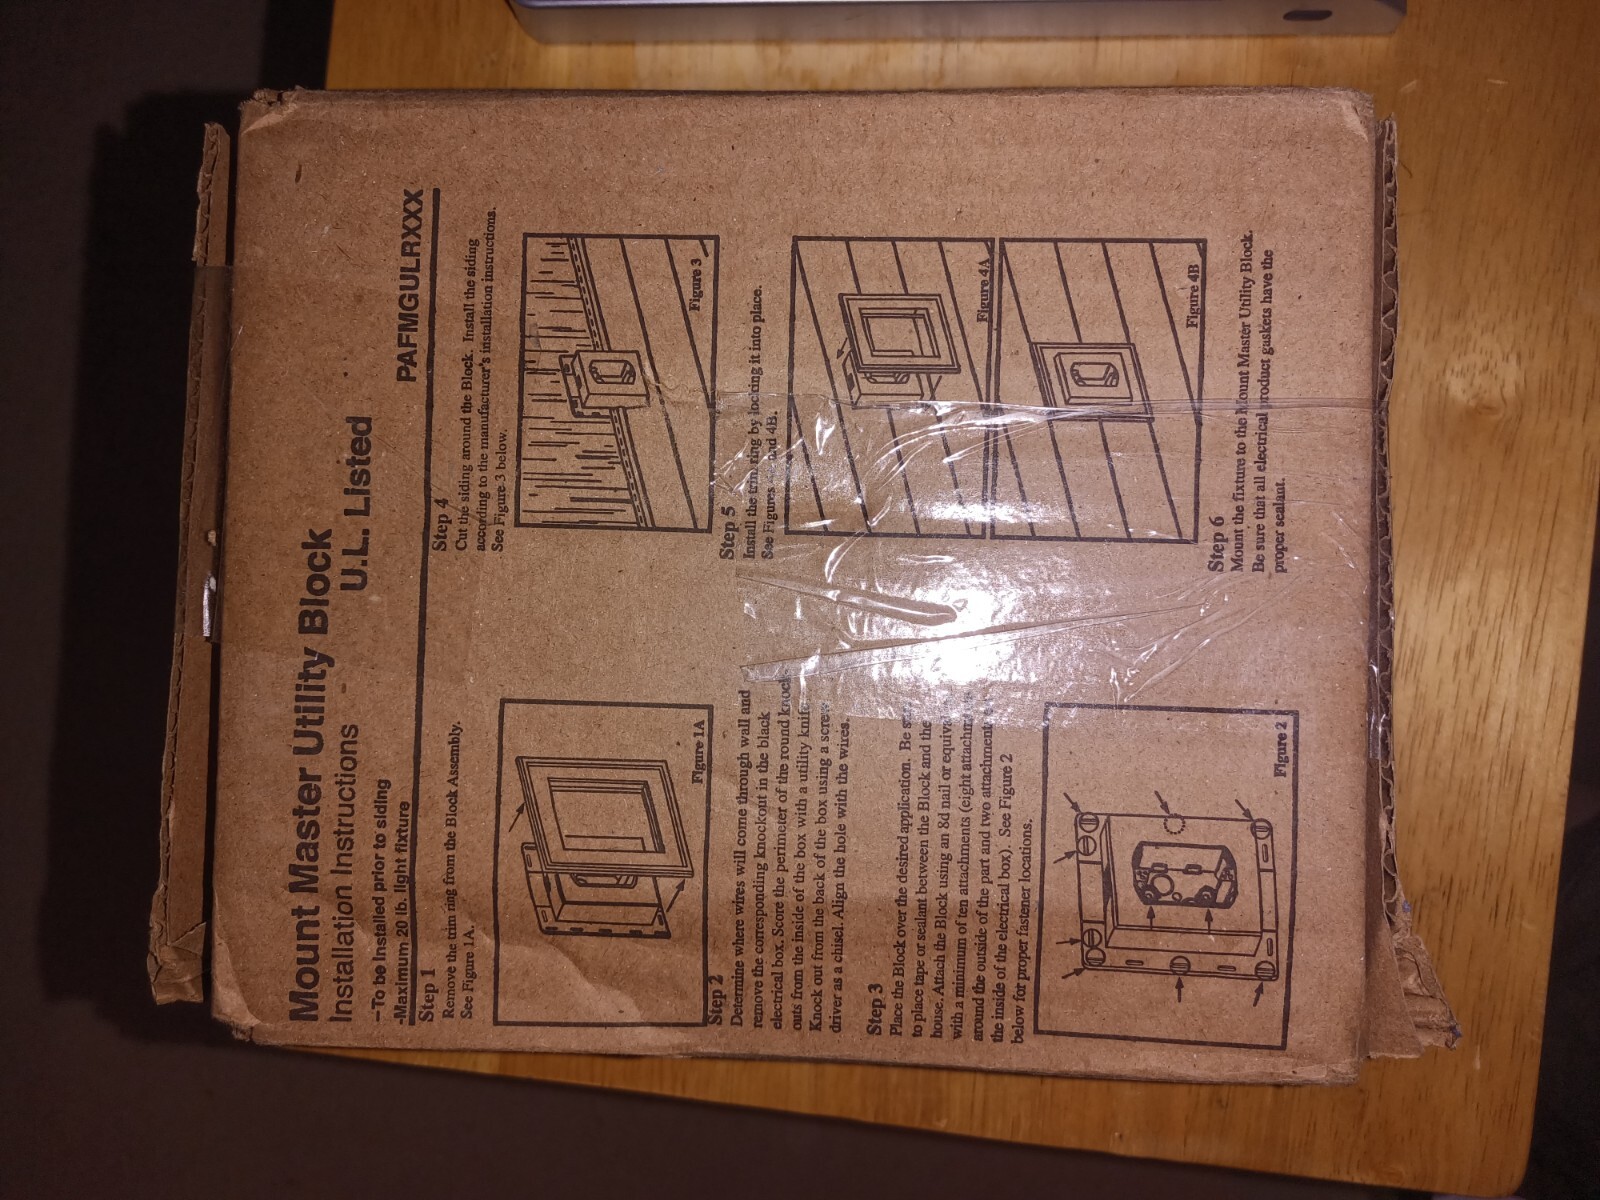 Mount Master Utility Block
Installation Instructions U.L. Listed
–To be installed prior to siding
-Maximum 20 lb. light fixture PAFMGULRXXX
Step 1
Remove the trim ring from the Block Assembly.
See Figure 1A.
Figure 1A
Step 2
Determine where wires will come through wall and
remove the corresponding knockout in the black
electrical box. Score the perimeter of the round knock
outs from the inside of the box with a utility knife
Knock out from the back of the box using a screw
driver as a chisel. Align the hole with the wires.
Step 3
Place the Block over the desired application. Be
to place tape or sealant between the Block and the
house. Attach the Block using an 8d nail or
with a minimum of ten attachments (eight
around the outside of the part and two
the inside of the electrical box). See Figure 2
below for proper fastener locations.
Figure 2
Step 4
Cut the siding around the Block. Install the siding
according to the manufacturer's installation instructions.
See Figure 3 below.
Figure 3
Step 5
Install the trim ring by locking it into place.
See Figures and 4B.
Figure 4A
Figure 4B
Step 6
Mount the fixture to the Mount Master Utility Block.
Be sure that all electrical product gaskets have the
proper sealant.